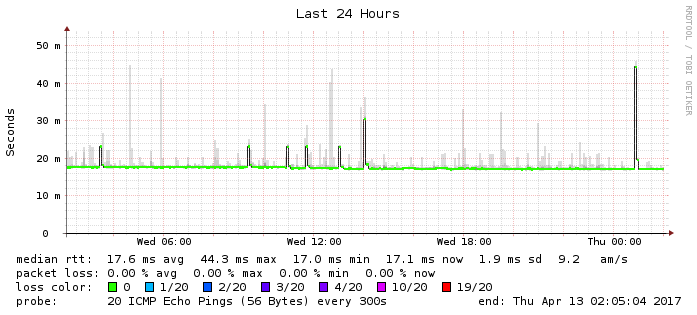 Last 24 Hours
RRDTOOL / TOBI OETIKER
Seconds
50 m
40 m
30 m
20 m
10 m
0
Wed 06:00 Wed 12:00 Wed 18:00 Thu 00:00
median rtt: 17.6 ms avg 44.3 ms max 17.0 ms min 17.1 ms now 1.9 ms sd 9.2 am/s
packet loss: 0.00 % avg 0.00 % max 0.00 % min 0.00 % now
loss color: 0 1/20 2/20 3/20 4/20 10/20 19/20
probe: 20 ICMP Echo Pings (56 Bytes) every 300s end: Thu Apr 13 02:05:04 2017